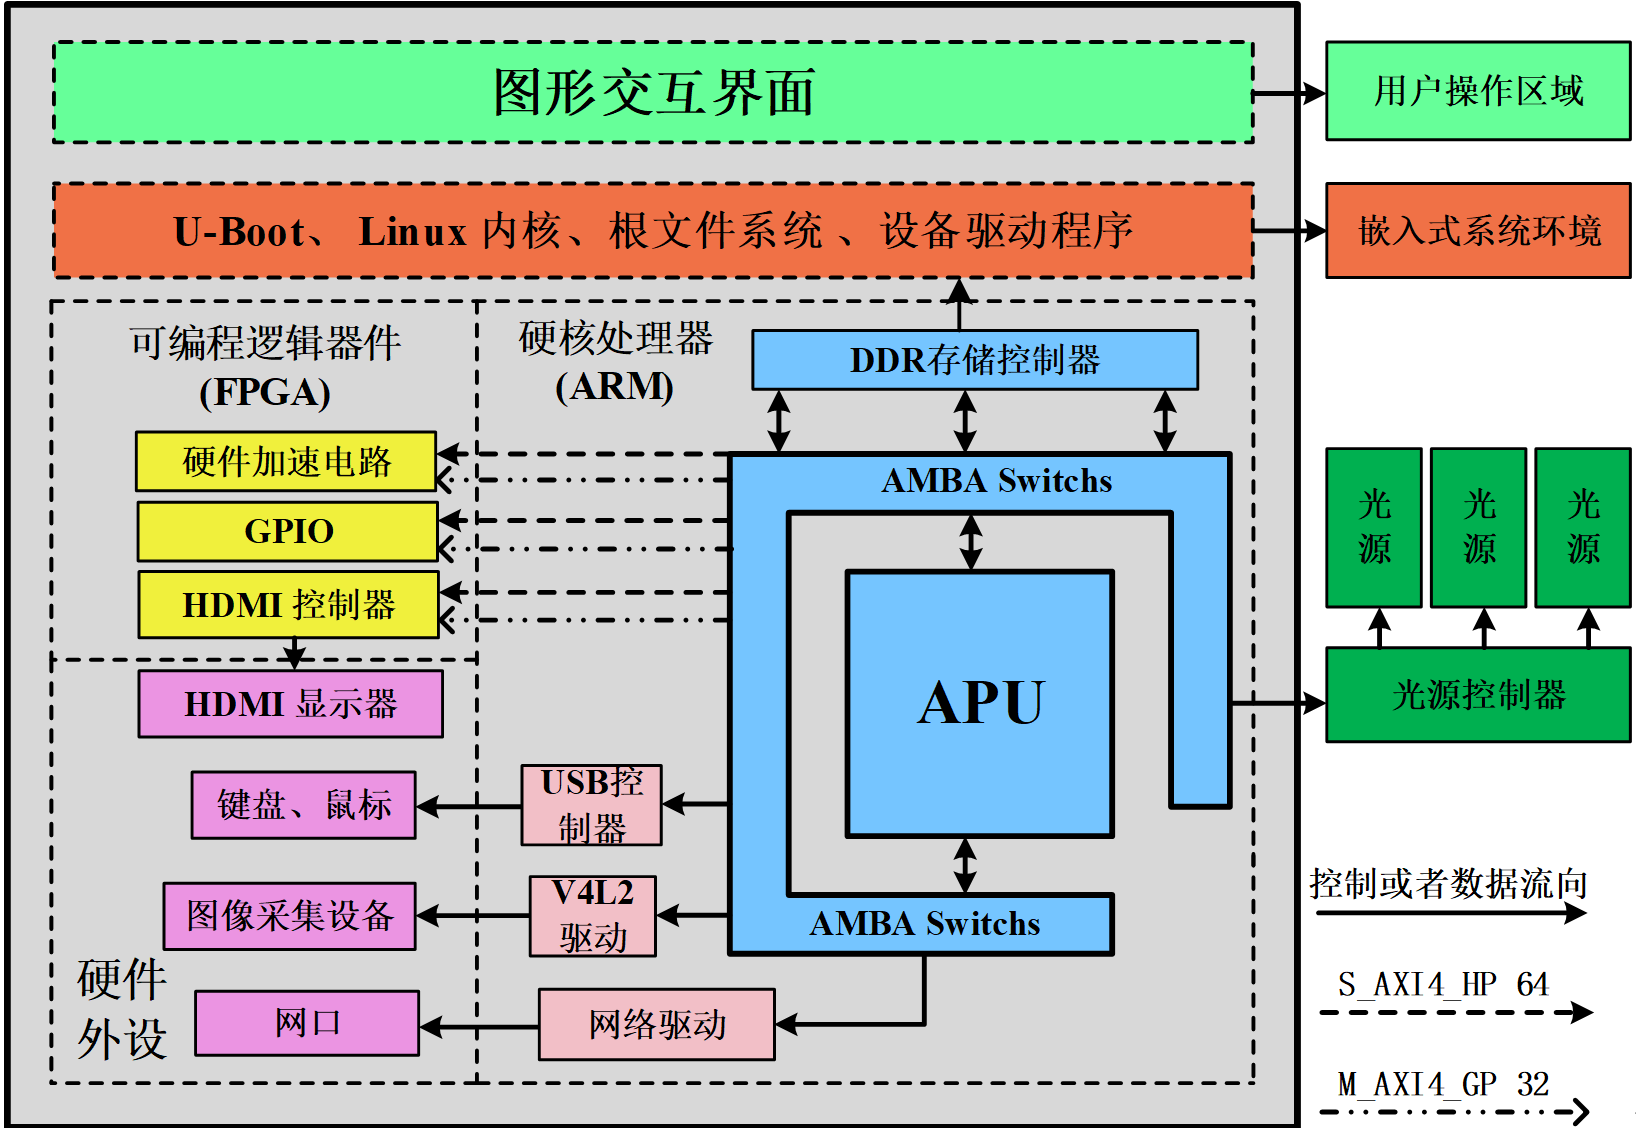 图形交互界面
用户操作区域
U-Boot、Linux 内核、根文件系统、设备驱动程序
嵌入式系统环境
可编程逻辑器件
(FPGA)
硬核处理器
(ARM)
DDR存储控制器
硬件加速电路
GPIO
HDMI 控制器
HDMI 显示器
AMBA Switchs
APU
AMBA Switchs
光
源
光
源
光
源
光源控制器
键盘、鼠标
USB控
制器
图像采集设备
V4L2
驱动
硬件
外设
网口
网络驱动
控制或者数据流向
S_AXI4_HP 64
M_AXI4_GP 32